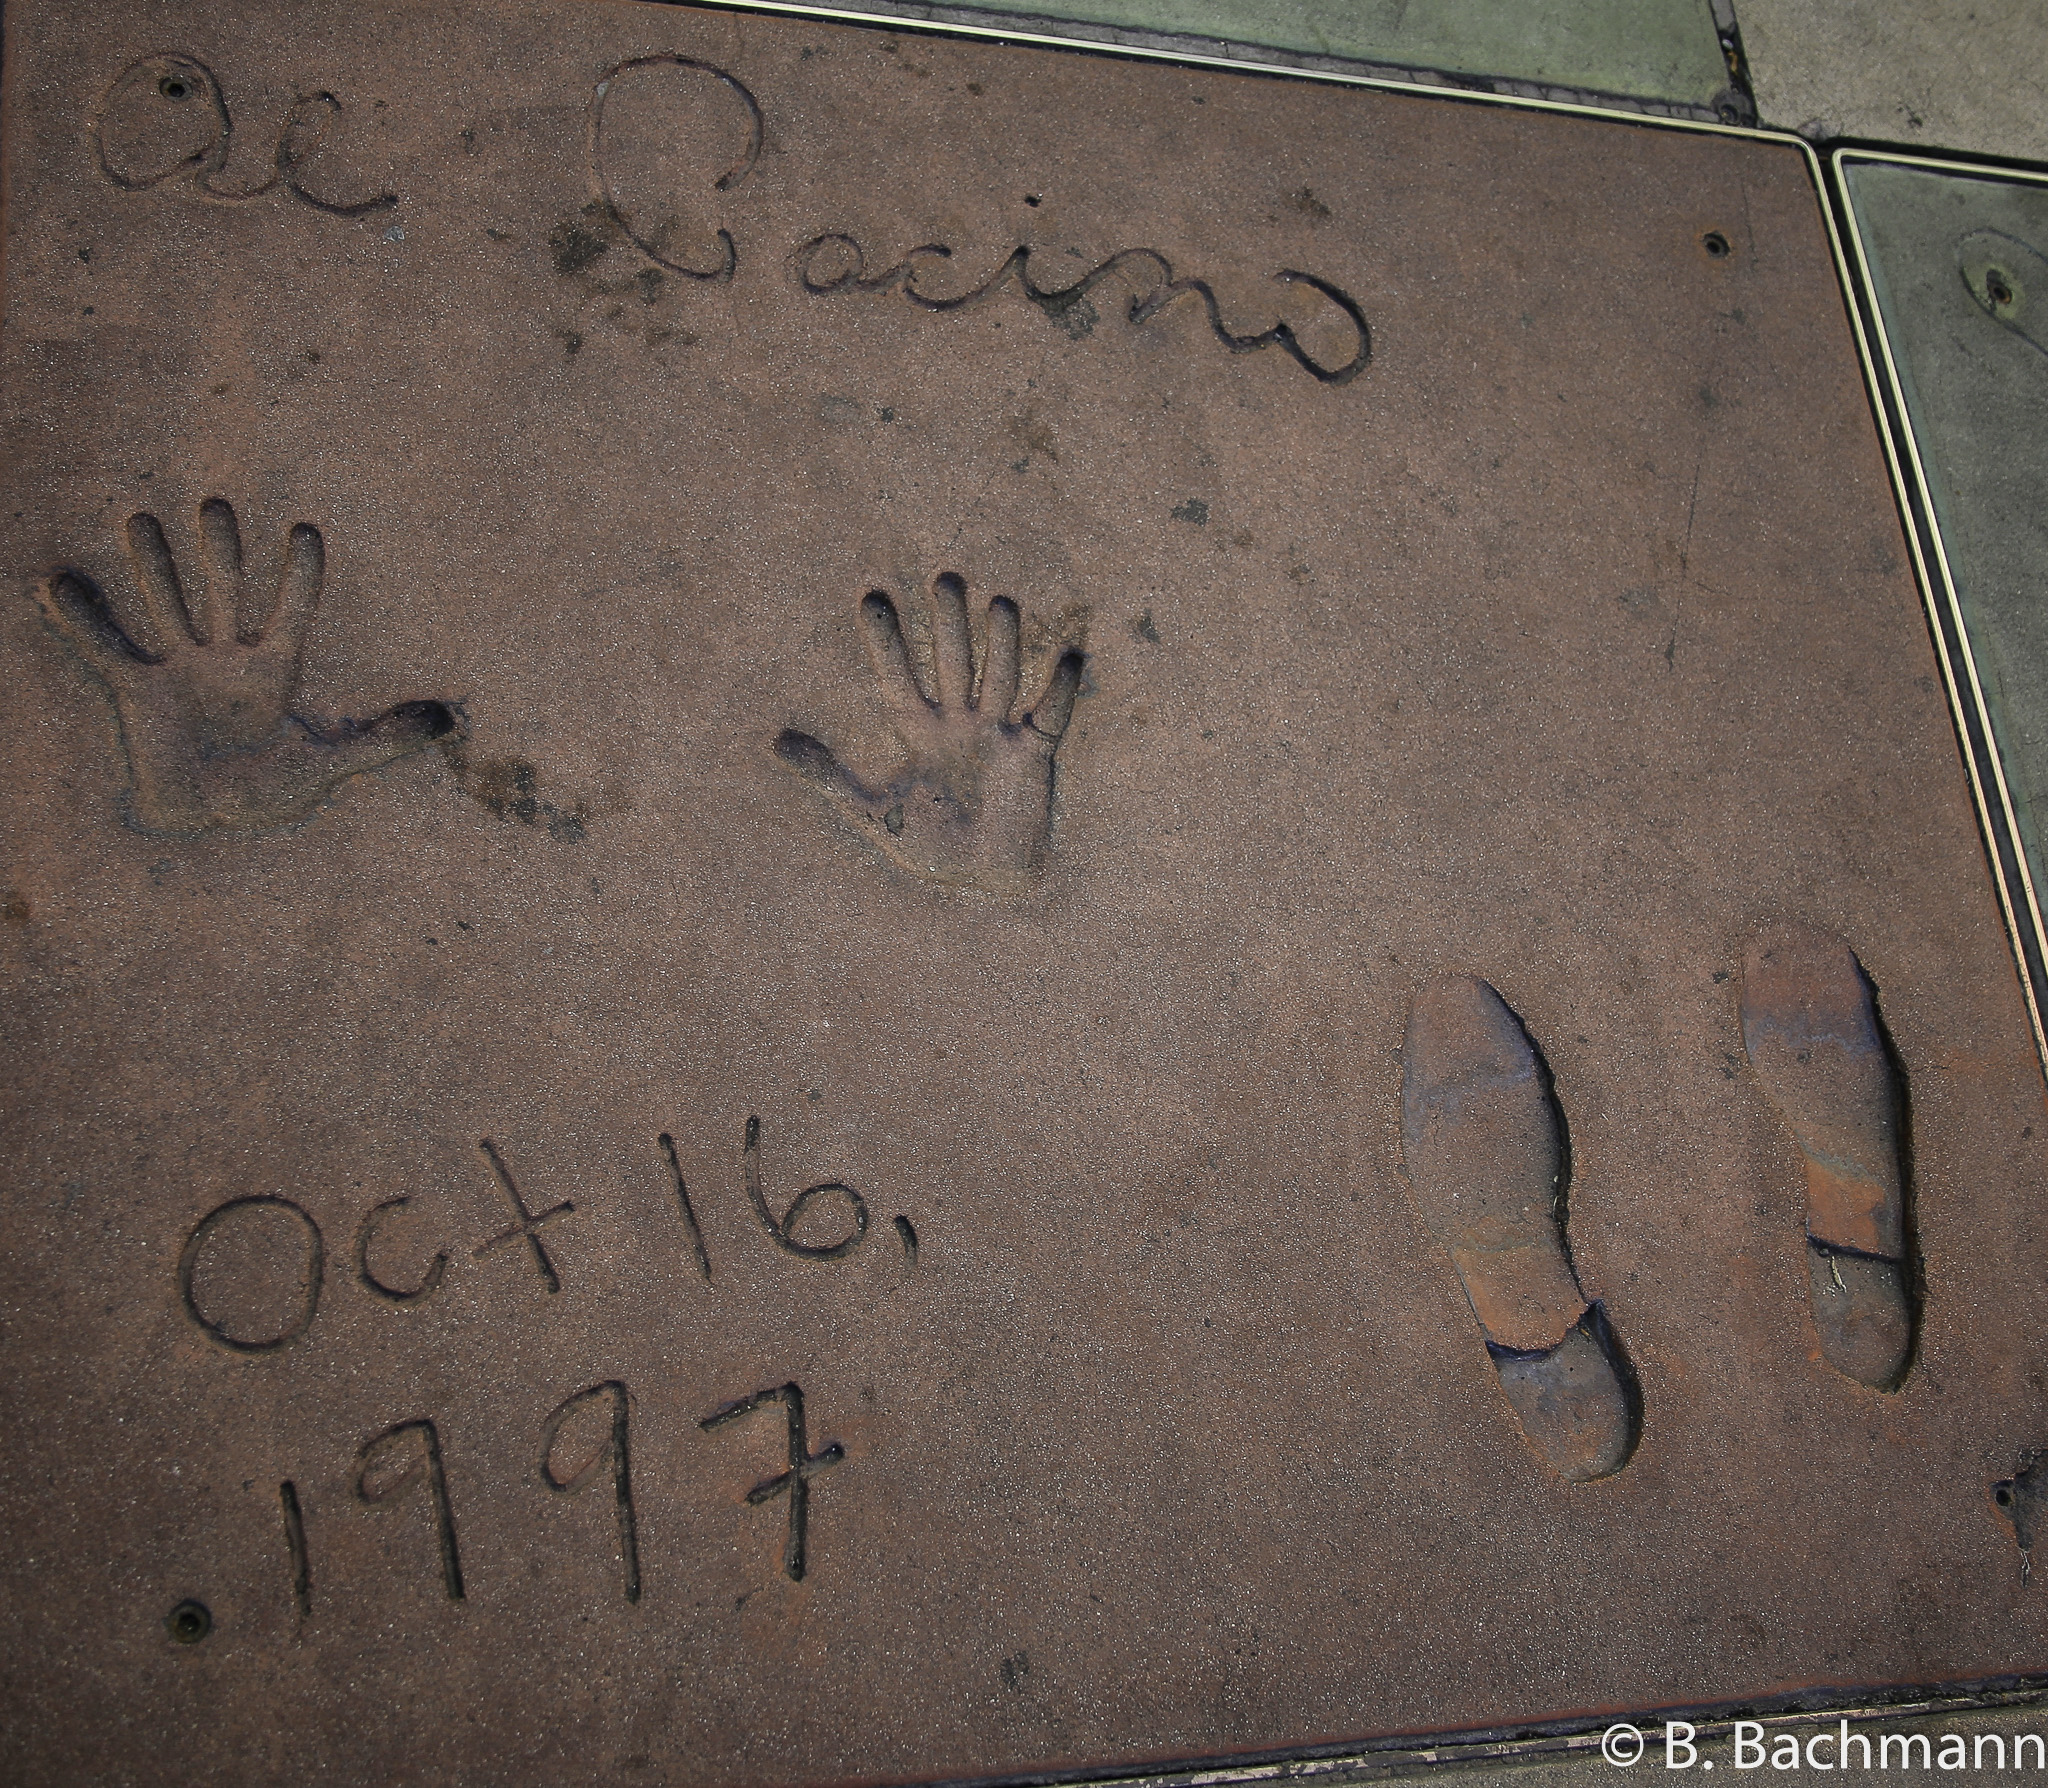 Al Pacino
Oct 16,
1997
© B. Bachmann